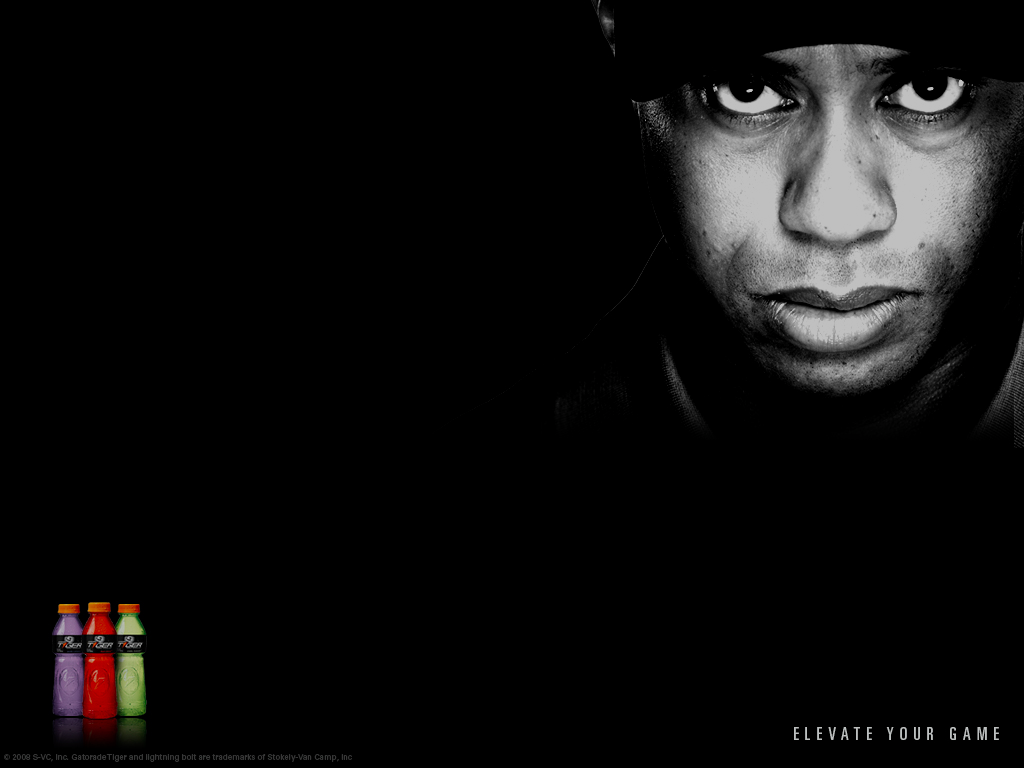 TIGER TIGER TIGER
ELEVATE YOUR GAME
© 2008 S-VC, Inc. GatoradeTiger and lightning bolt are trademarks of Stokely-Van Camp, Inc